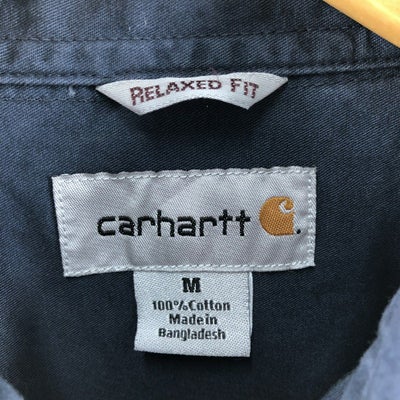 RELAXED FIT
carhartt
M
100%Cotton
Made in
Bangladesh